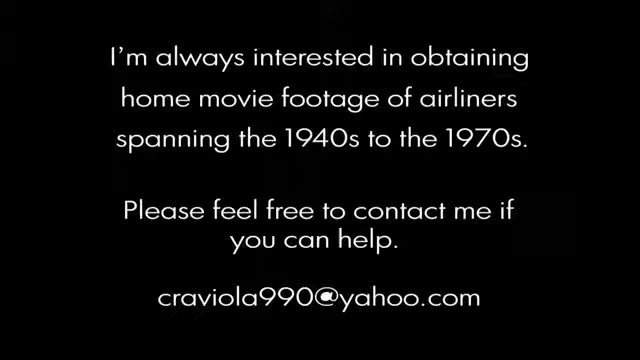 I'm always interested in obtaining
home movie footage of airliners
spanning the 1940s to the 1970s.
Please feel free to contact me if
you can help.
craviola990@yahoo.com